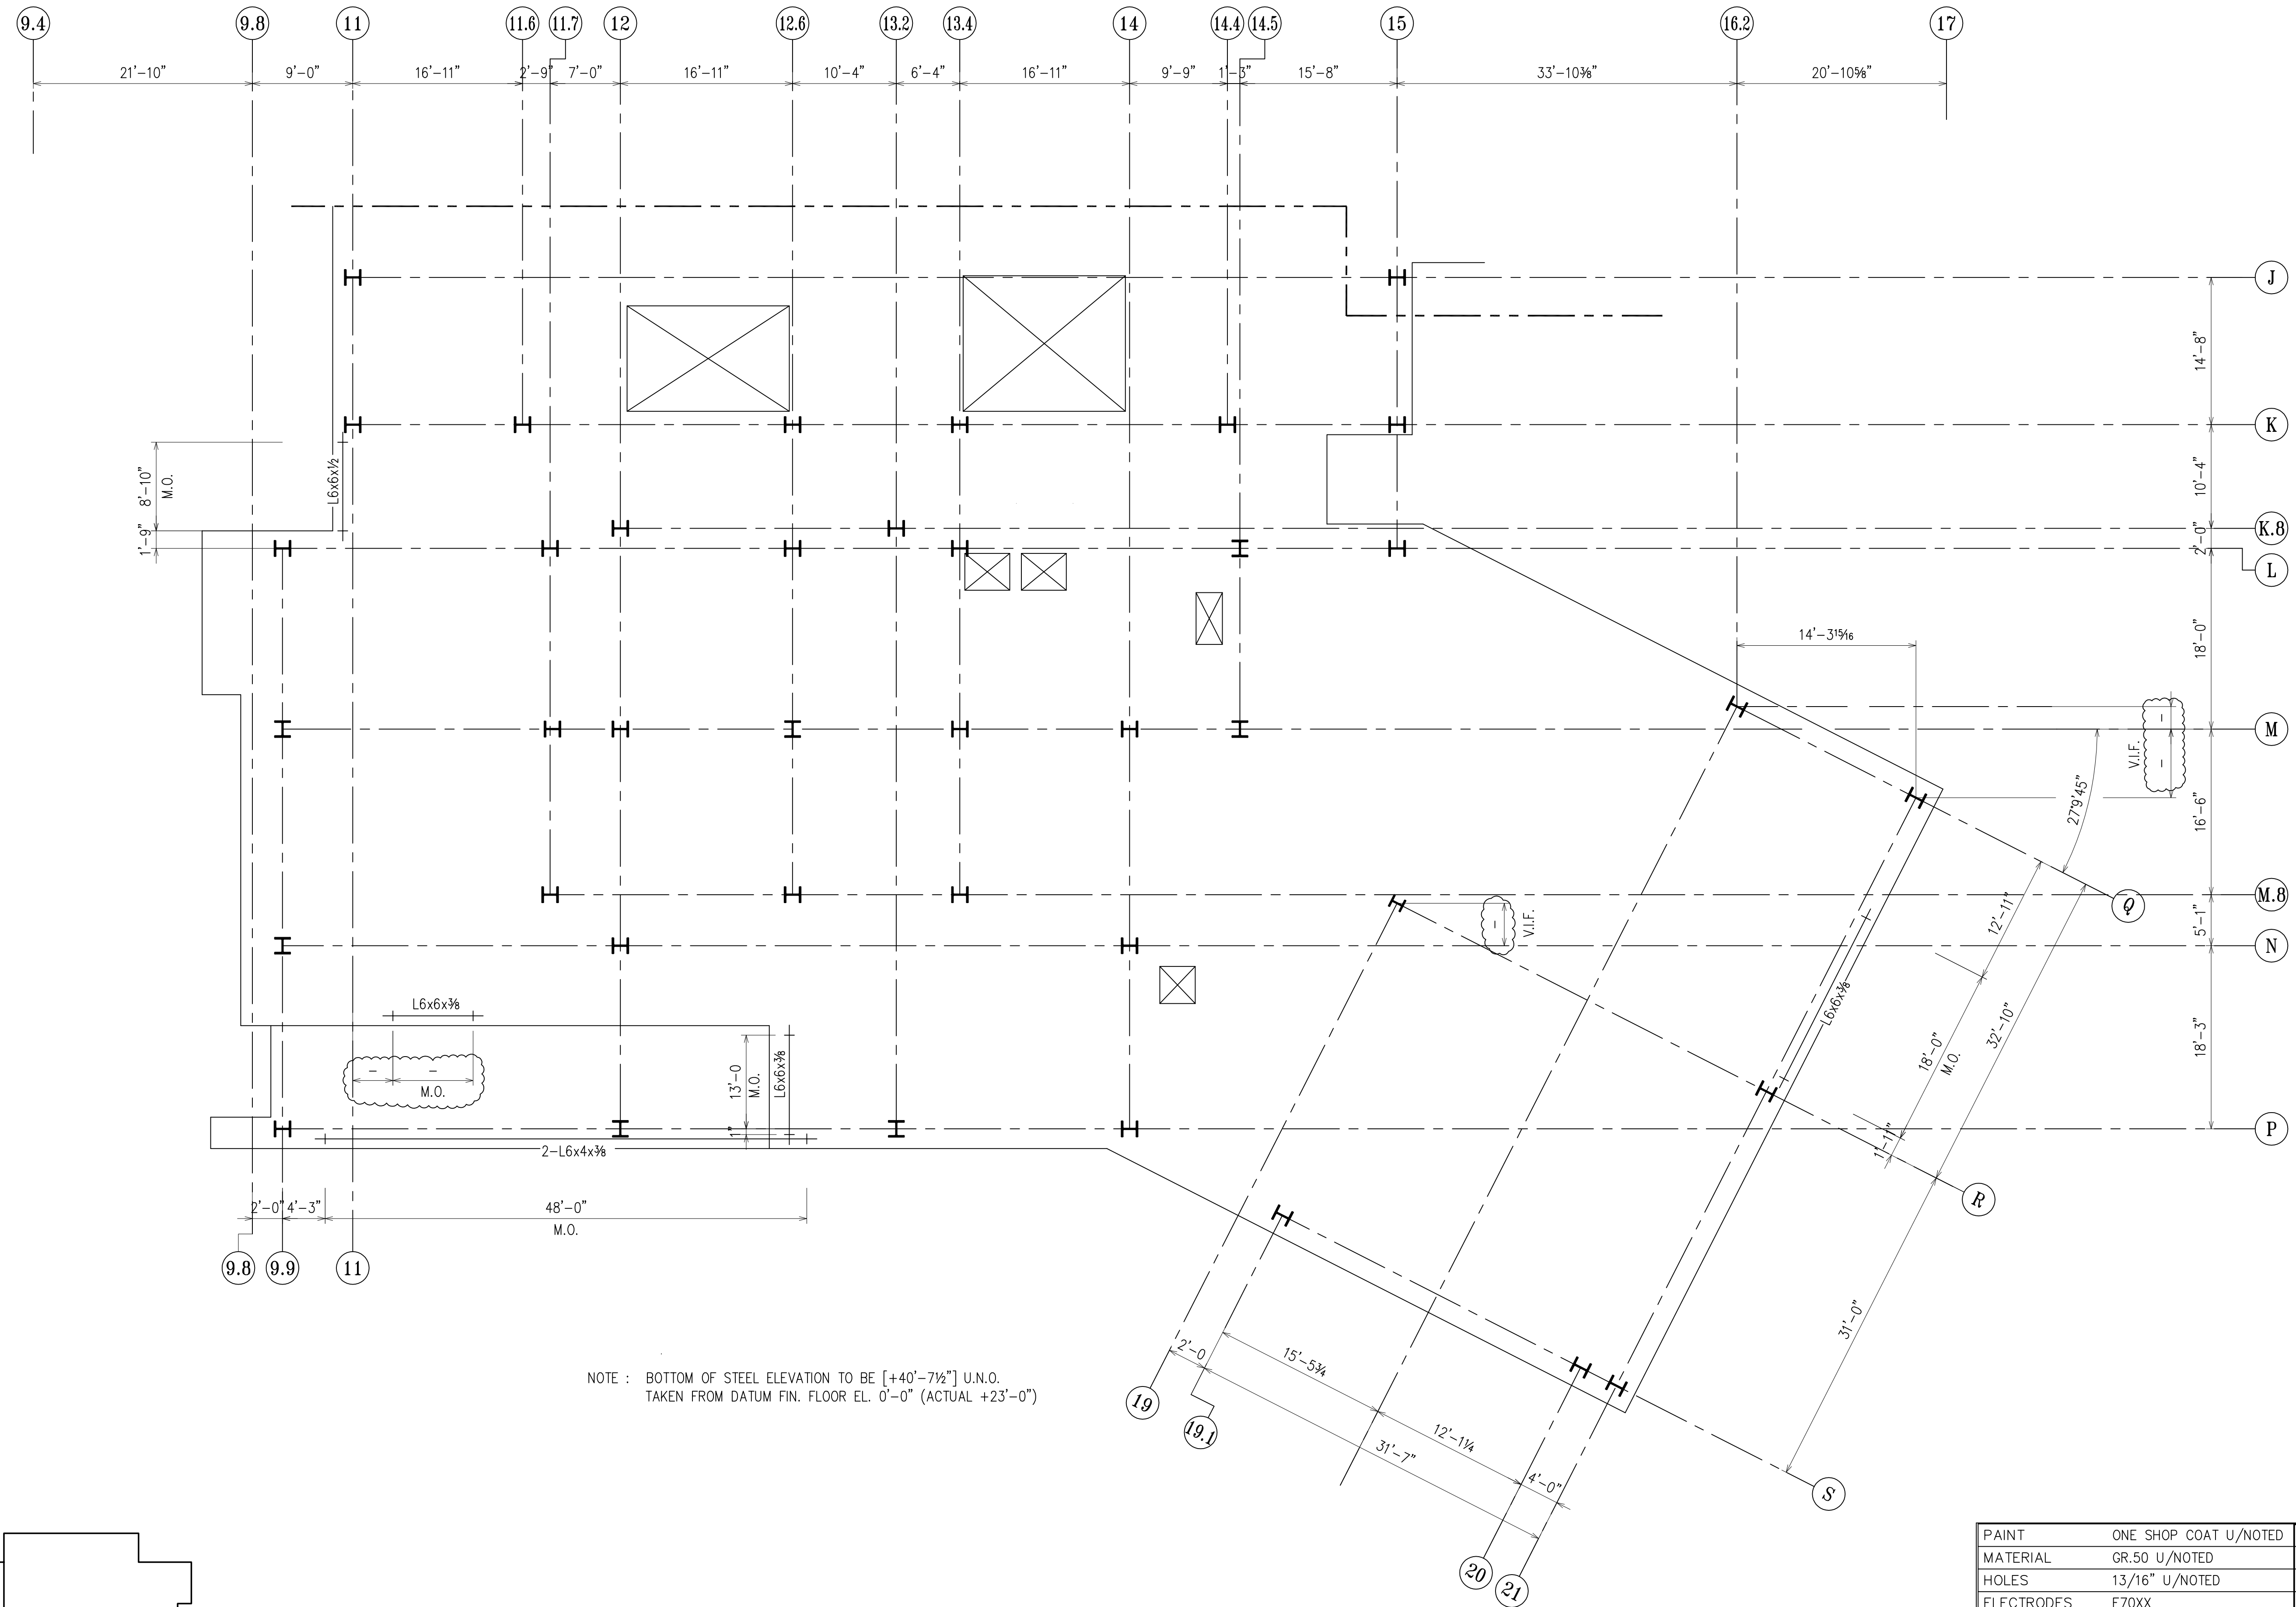 9.4 9.8 11 11.6 11.7 12 12.6 13.2 13.4 14 14.4 14.5 15 16.2 17
21'-10" 9'-0" 16'-11" 2'-9" 7'-0" 16'-11" 10'-4" 6'-4" 16'-11" 9'-9" 1'-3" 15'-8" 33'-10⅜" 20'-10⅝"
J
14'-8"
K
8'-10"
M.O.
L6x6x½
10'-4"
1'-9"
K.8
2'-0"
L
18'-0"
14'-3 15/16
M
V.I.F.
27°9'45"
16'-6"
M.8
Q
V.I.F.
12'-11"
5'-1"
N
L6x6x⅜
M.O.
L6x6x⅜
18'-0"
M.O.
32'-10"
18'-3"
13'-0
M.O.
L6x6x⅜
1"
P
2-L6x4x⅜
11'-11"
R
2'-0" 4'-3" 48'-0"
M.O.
9.8 9.9 11
31'-0"
NOTE : BOTTOM OF STEEL ELEVATION TO BE [+40'-7½"] U.N.O.
TAKEN FROM DATUM FIN. FLOOR EL. 0'-0" (ACTUAL +23'-0")
2'-0
15'-5¾
12'-1¼
31'-7"
4'-0"
19
19.1
20
21
S
PAINT ONE SHOP COAT U/NOTED
MATERIAL GR.50 U/NOTED
HOLES 13/16" U/NOTED
ELECTRODES E70XX